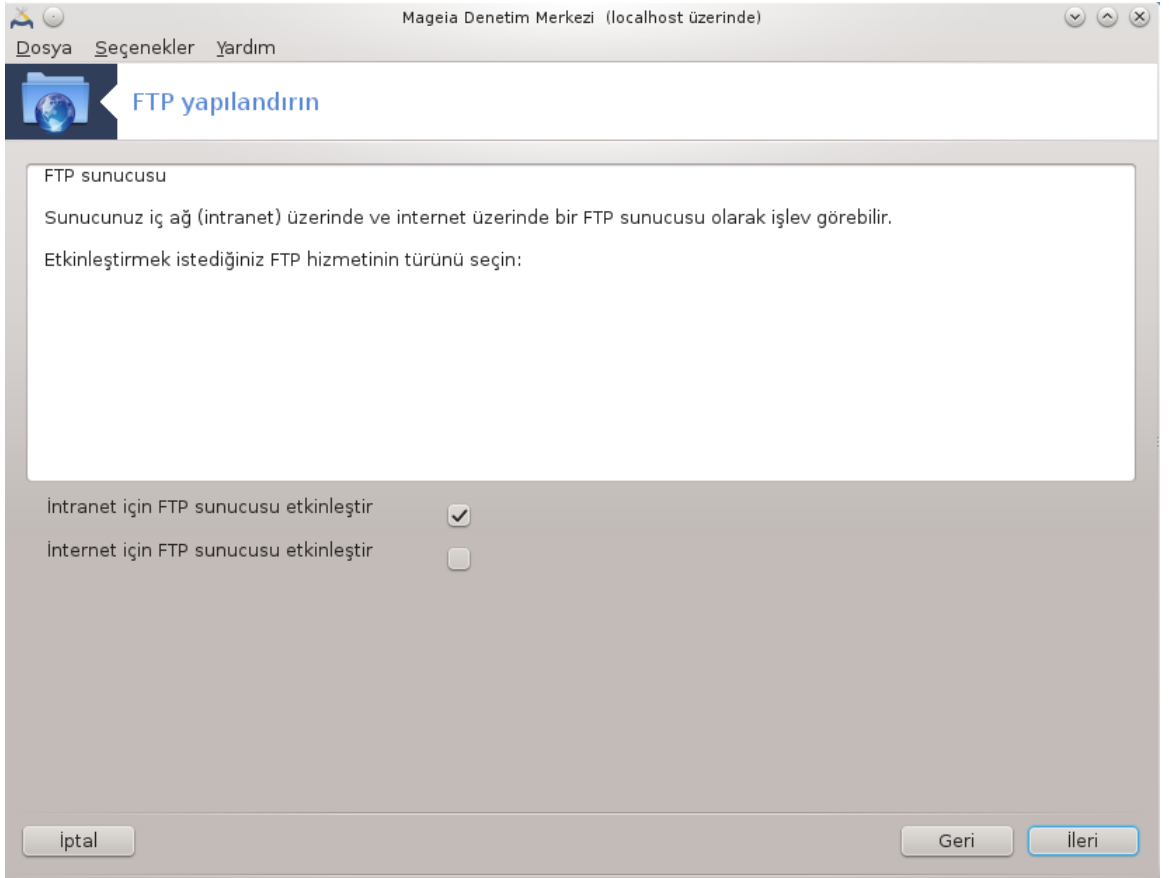 Mageia Denetim Merkezi (localhost üzerinde)
Dosya Seçenekler Yardım
FTP yapılandırın
FTP sunucusu
Sunucunuz iç ağ (intranet) üzerinde ve internet üzerinde bir FTP sunucusu olarak işlev görebilir.
Etkinleştirmek istediğiniz FTP hizmetinin türünü seçin:
İntranet için FTP sunucusu etkinleştir
İnternet için FTP sunucusu etkinleştir
İptal Geri İleri